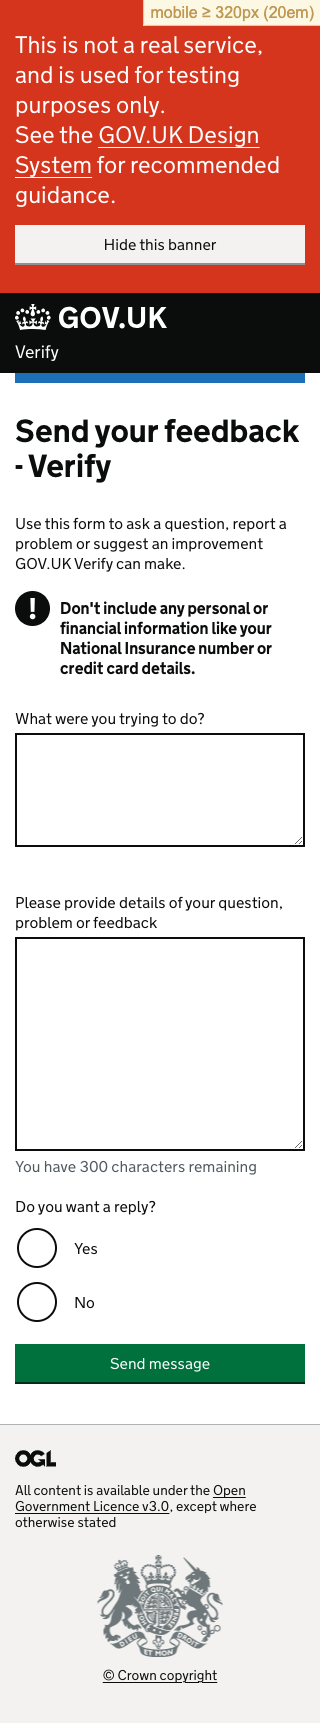 mobile ≥ 320px (20em)
This is not a real service,
and is used for testing
purposes only.
See the GOV.UK Design
System for recommended
guidance.
Hide this banner
GOV.UK
Verify
Send your feedback
- Verify
Use this form to ask a question, report a
problem or suggest an improvement
GOV.UK Verify can make.
!
Don't include any personal or
financial information like your
National Insurance number or
credit card details.
What were you trying to do?
Please provide details of your question,
problem or feedback
You have 300 characters remaining
Do you want a reply?
Yes
No
Send message
OGL
All content is available under the Open
Government Licence v3.0, except where
otherwise stated
DIEU ET MON DROIT
© Crown copyright